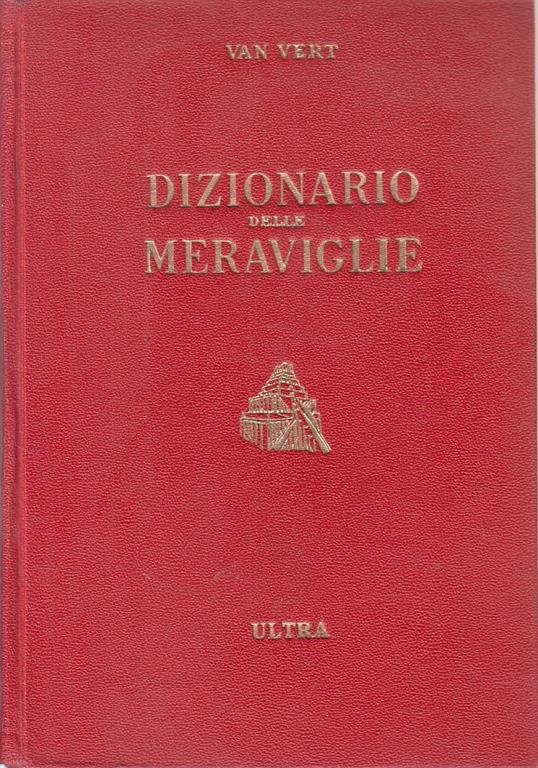 VAN VERT
DIZIONARIO
DELLE
MERAVIGLIE
ULTRA